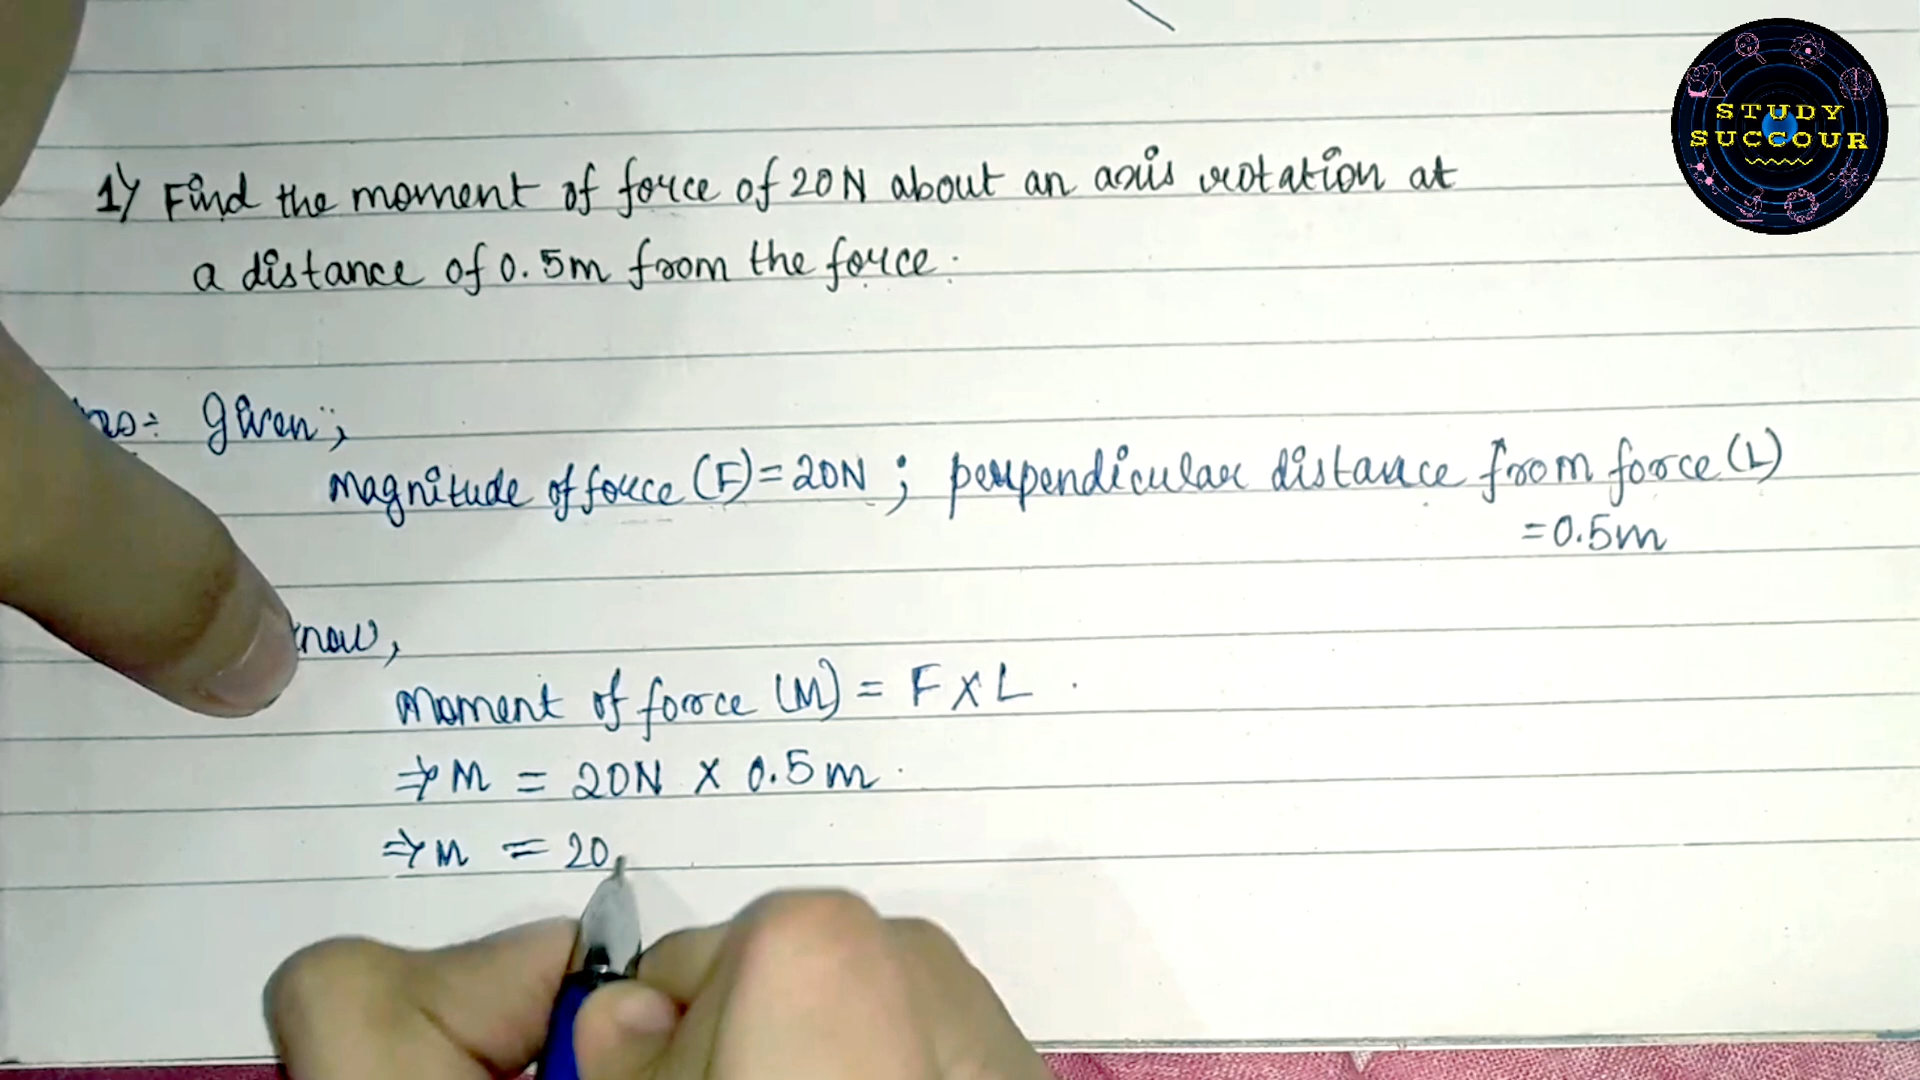 STUDY
SUCCOUR
1) Find the moment of force of 20N about an axis rotation at
a distance of 0.5m from the force.
Given;
magnitude of force (F) = 20N ; perpendicular distance from force (L)
= 0.5m
know,
Moment of force (M) = F X L .
⇒ M = 20N X 0.5m .
⇒ M = 20